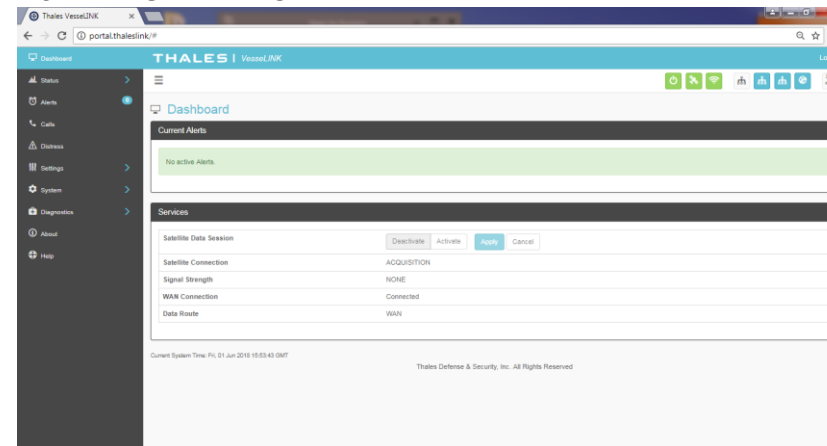 Thales VesselLINK
portal.thaleslink/#
Dashboard
THALES | VesseLINK
Lo
Status
Alerts
0
Calls
Distress
Settings
System
Diagnostics
About
Help
Dashboard
Current Alerts
No active Alerts.
Services
Satellite Data Session
Deactivate Activate Apply Cancel
Satellite Connection ACQUISITION
Signal Strength NONE
WAN Connection Connected
Data Route WAN
Current System Time: Fri, 01 Jun 2018 15:53:43 GMT
Thales Defense & Security, Inc. All Rights Reserved